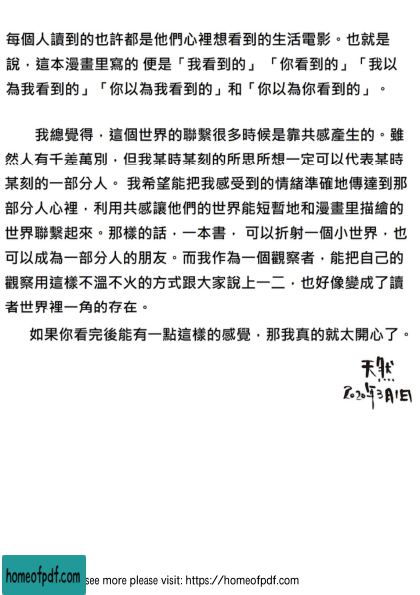 每個人讀到的也許都是他們心裡想看到的生活電影。也就是
說，這本漫畫里寫的 便是「我看到的」 「你看到的」「我以
為我看到的」「你以為我看到的」和「你以為你看到的」。
我總覺得，這個世界的聯繫很多時候是靠共感產生的。雖
然人有千差萬別，但我某時某刻的所思所想一定可以代表某時
某刻的一部分人。 我希望能把我感受到的情緒準確地傳達到那
部分人心裡，利用共感讓他們的世界能短暫地和漫畫里描繪的
世界聯繫起來。那樣的話，一本書， 可以折射一個小世界，也
可以成為一部分人的朋友。而我作為一個觀察者，能把自己的
觀察用這樣不溫不火的方式跟大家說上一二，也好像變成了讀
者世界裡一角的存在。
如果你看完後能有一點這樣的感覺，那我真的就太開心了。
天然
2020年3月1日
homeofpdf.com see more please visit: https://homeofpdf.com